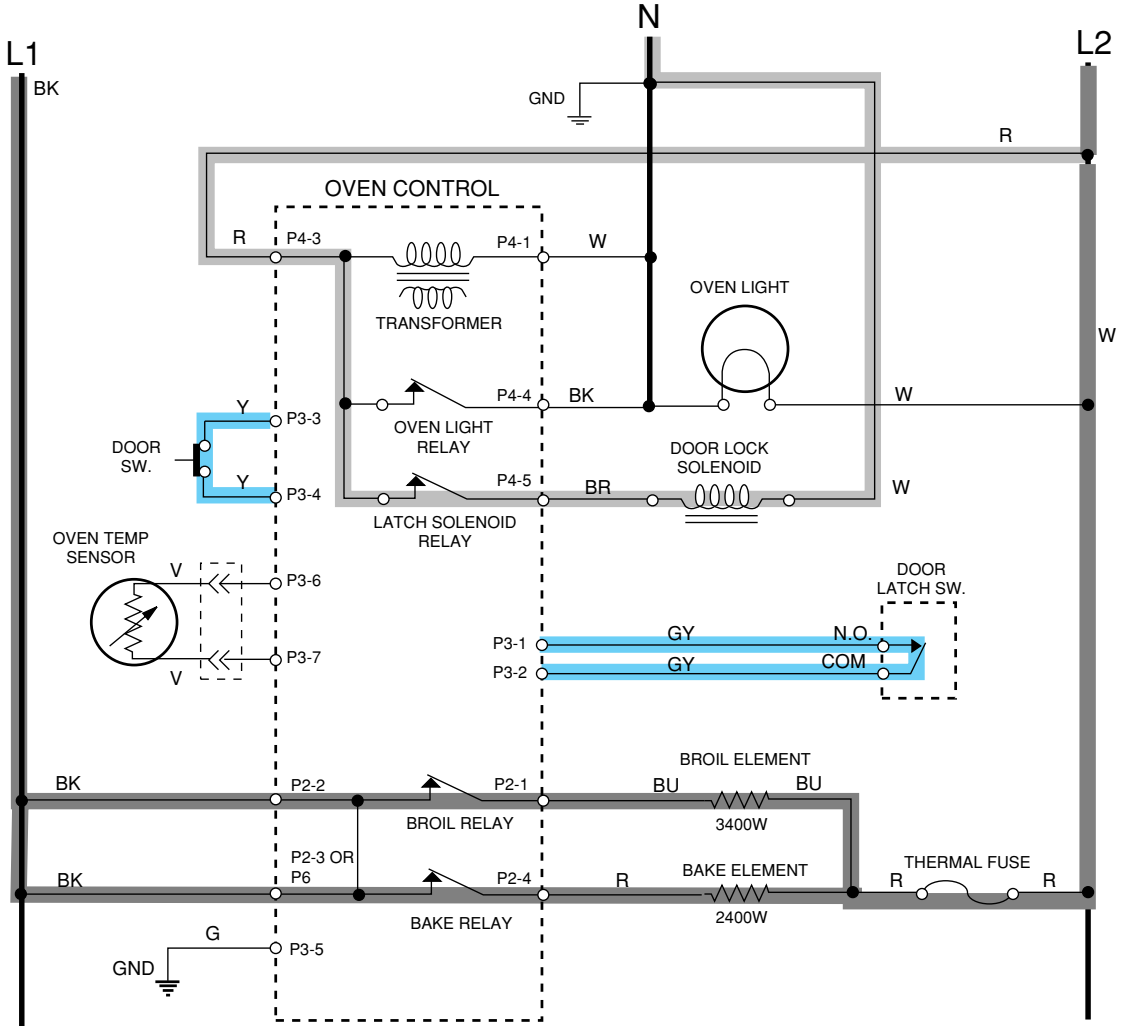 N
L1
L2
BK
GND
R
OVEN CONTROL
R
P4-3
P4-1
W
OVEN LIGHT
TRANSFORMER
W
Y
P3-3
P4-4
BK
W
OVEN LIGHT
RELAY
DOOR
SW.
DOOR LOCK
SOLENOID
Y
P3-4
P4-5
BR
W
LATCH SOLENOID
RELAY
OVEN TEMP
SENSOR
V
P3-6
DOOR
LATCH SW.
P3-1
GY
N.O.
P3-7
P3-2
GY
COM
V
BROIL ELEMENT
BK
P2-2
P2-1
BU
BU
BROIL RELAY
3400W
P2-3 OR
P6
BAKE ELEMENT
THERMAL FUSE
BK
P2-4
R
R
R
BAKE RELAY
2400W
G
P3-5
GND